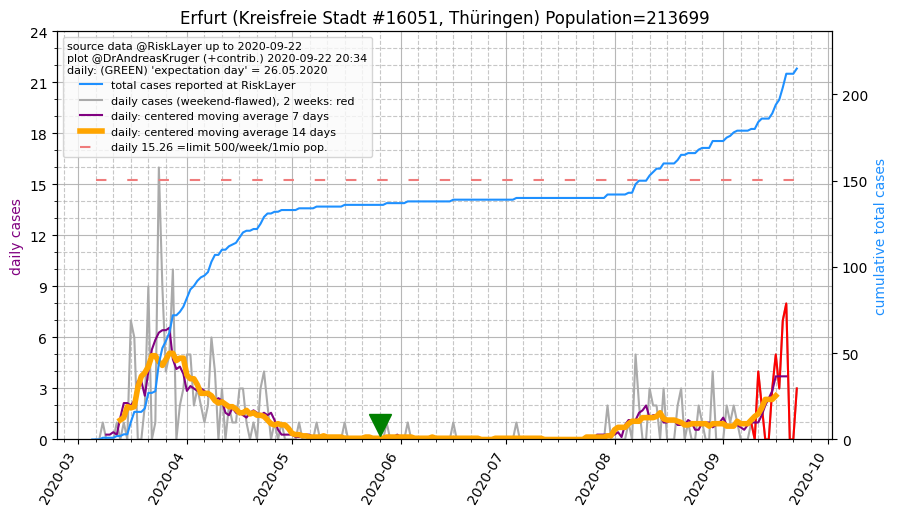 Erfurt (Kreisfreie Stadt #16051, Thüringen) Population=213699
source data @RiskLayer up to 2020-09-22
plot @DrAndreasKruger (+contrib.) 2020-09-22 20:34
daily: (GREEN) 'expectation day' = 26.05.2020
total cases reported at RiskLayer
daily cases (weekend-flawed), 2 weeks: red
daily: centered moving average 7 days
daily: centered moving average 14 days
daily 15.26 =limit 500/week/1mio pop.
daily cases
24
21
18
15
12
9
6
3
0
200
150
100
50
0
cumulative total cases
2020-03
2020-04
2020-05
2020-06
2020-07
2020-08
2020-09
2020-10